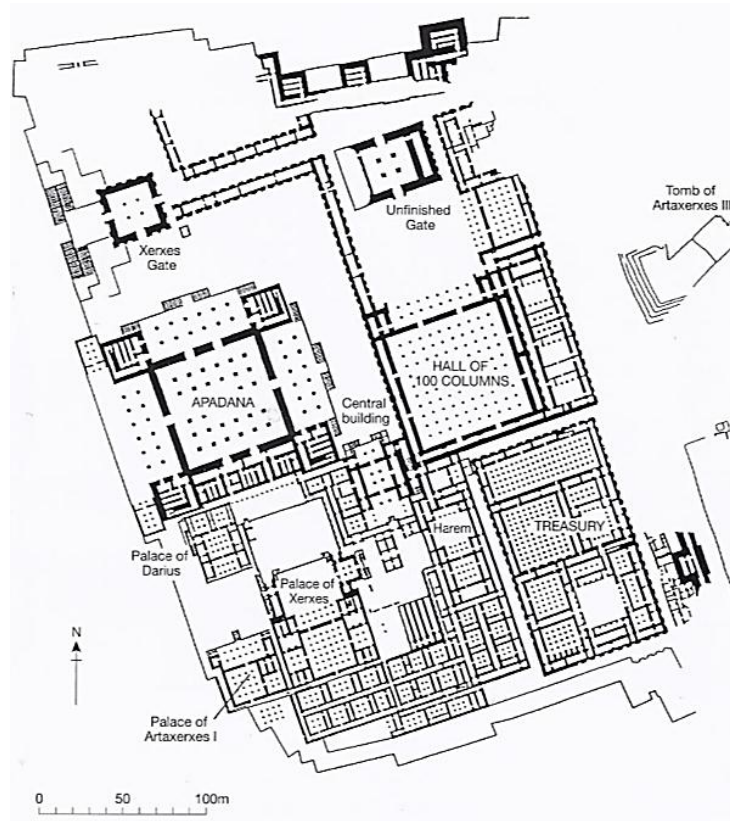 Tomb of
Artaxerxes III
Unfinished
Gate
Xerxes
Gate
HALL OF
100 COLUMNS
APADANA
Central
building
Harem
TREASURY
Palace of
Darius
Palace of
Xerxes
N
Palace of
Artaxerxes I
0 50 100m